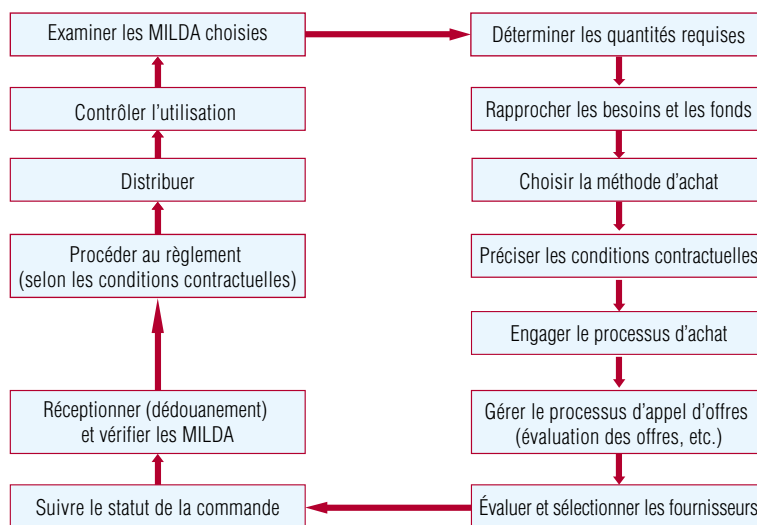 Examiner les MILDA choisies
Déterminer les quantités requises
Contrôler l'utilisation
Rapprocher les besoins et les fonds
Distribuer
Choisir la méthode d'achat
Procéder au règlement
(selon les conditions contractuelles)
Préciser les conditions contractuelles
Engager le processus d'achat
Réceptionner (dédouanement)
et vérifier les MILDA
Gérer le processus d'appel d'offres
(évaluation des offres, etc.)
Suivre le statut de la commande
Évaluer et sélectionner les fournisseurs